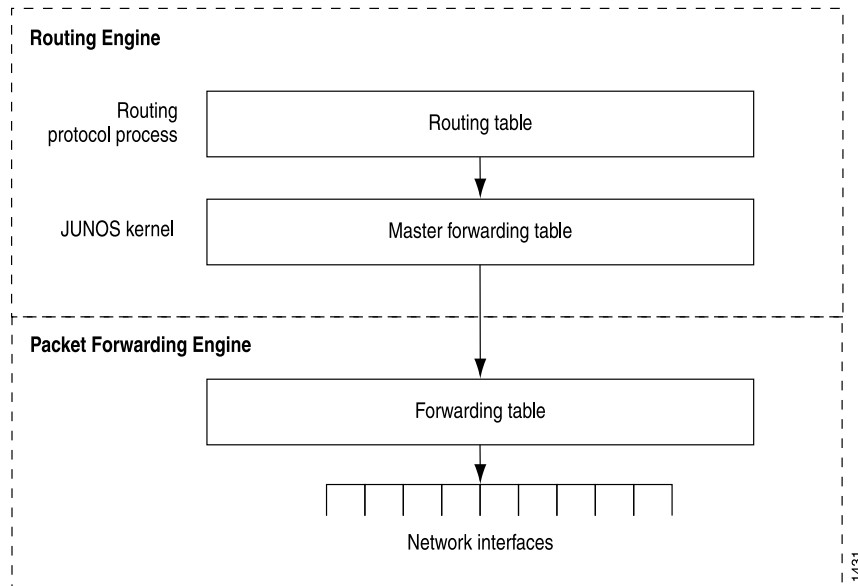 Routing Engine
Routing
protocol process
Routing table
JUNOS kernel
Master forwarding table
Packet Forwarding Engine
Forwarding table
Network interfaces
1431